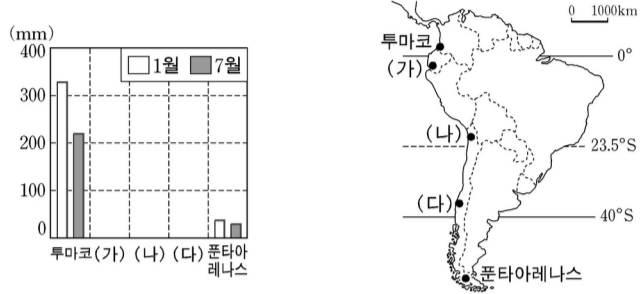 (mm)
400
300
200
100
0
1월 7월
투마코 (가) (나) (다) 푼타아
레나스
0 1000km
투마코
(가)
0°
(나)
23.5°S
(다)
40°S
푼타아레나스